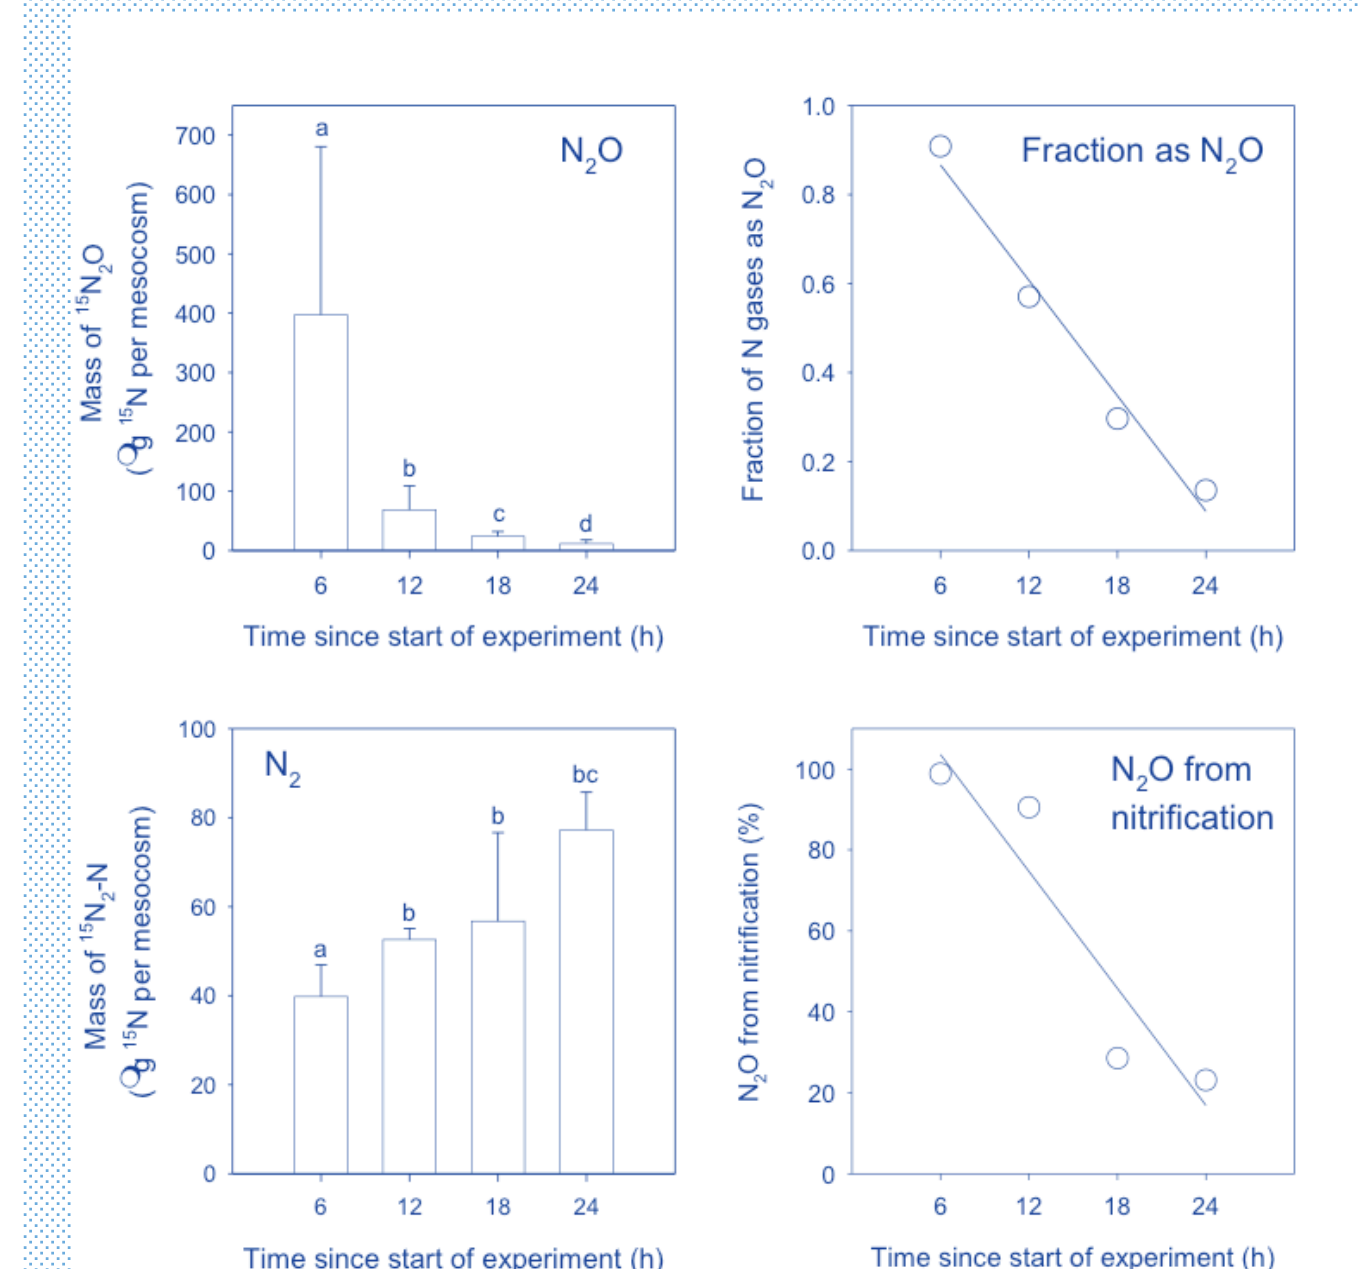 Mass of ¹⁵N₂O
(g ¹⁵N per mesocosm)
700
600
500
400
300
200
100
0
a
b
c
d
N₂O
6 12 18 24
Time since start of experiment (h)
Fraction of N gases as N₂O
1.0
0.8
0.6
0.4
0.2
0.0
Fraction as N₂O
6 12 18 24
Time since start of experiment (h)
Mass of ¹⁵N₂-N
(g ¹⁵N per mesocosm)
100
80
60
40
20
0
N₂
a
b
b
bc
6 12 18 24
Time since start of experiment (h)
N₂O from nitrification (%)
100
80
60
40
20
0
N₂O from
nitrification
6 12 18 24
Time since start of experiment (h)